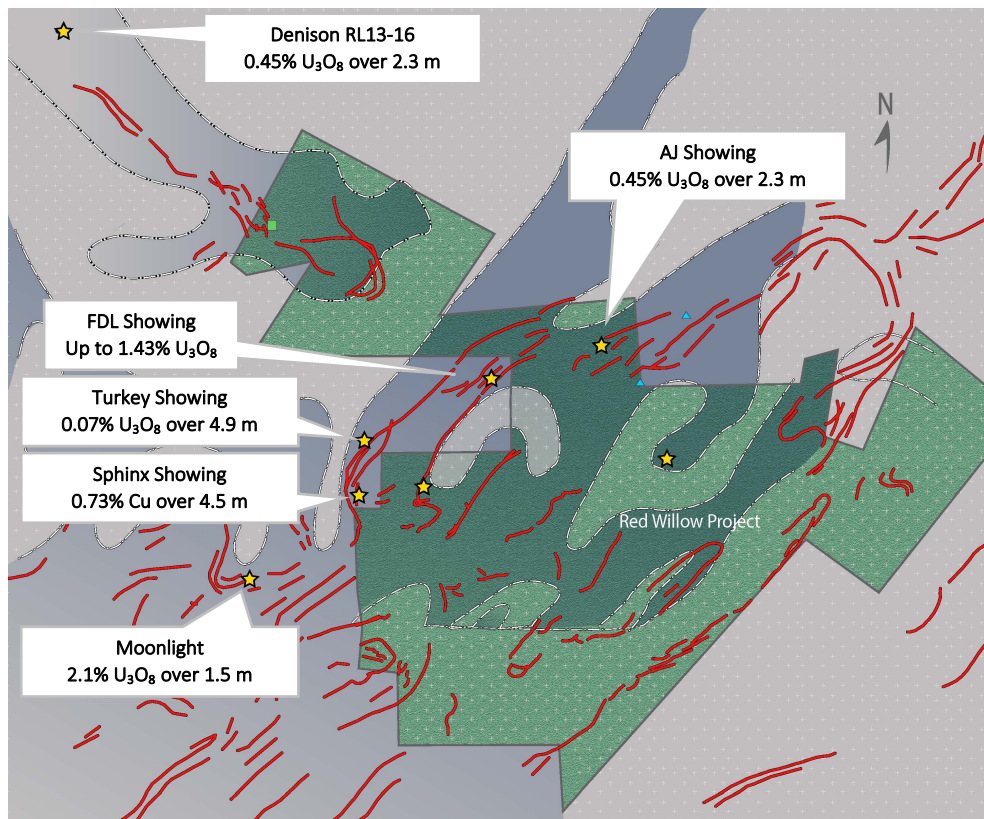 Denison RL13-16
0.45% U₃O₈ over 2.3 m
N
AJ Showing
0.45% U₃O₈ over 2.3 m
FDL Showing
Up to 1.43% U₃O₈
Turkey Showing
0.07% U₃O₈ over 4.9 m
Sphinx Showing
0.73% Cu over 4.5 m
Red Willow Project
Moonlight
2.1% U₃O₈ over 1.5 m